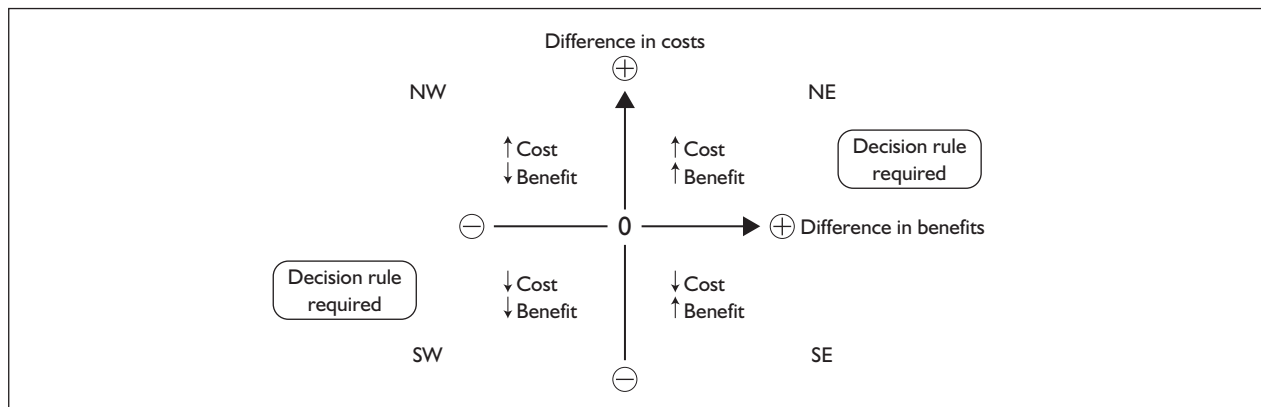 Difference in costs
+
NW
NE
↑ Cost
↓ Benefit
↑ Cost
↑ Benefit
Decision rule
required
−
0
+ Difference in benefits
Decision rule
required
↓ Cost
↓ Benefit
↓ Cost
↑ Benefit
SW
SE
−